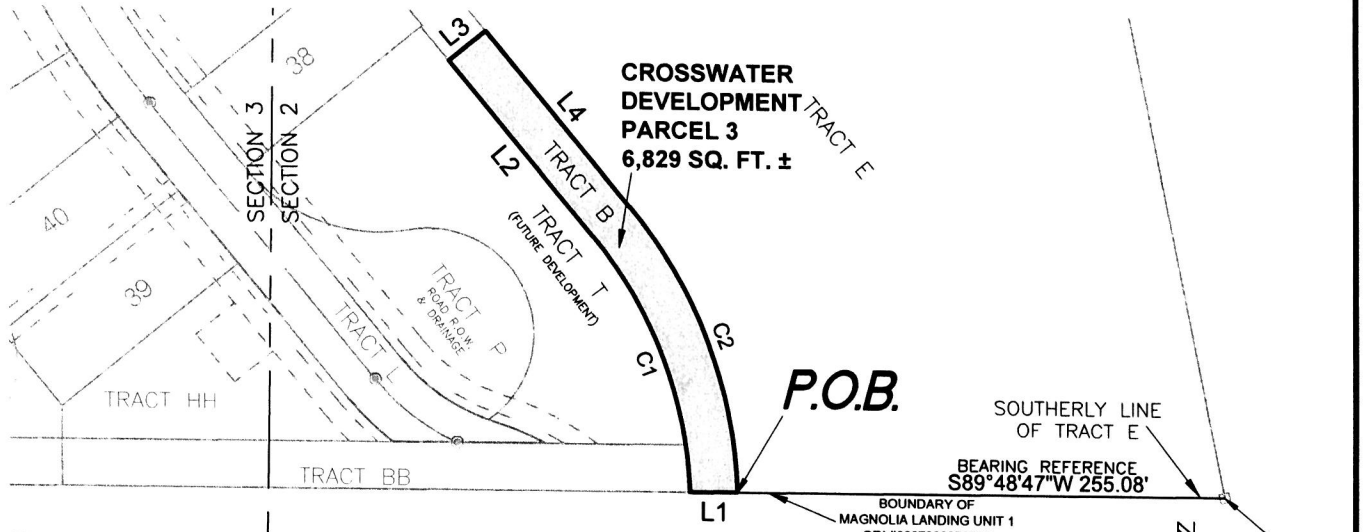 L3
38
CROSSWATER
DEVELOPMENT
PARCEL 3
6,829 SQ. FT. ±
TRACT E
L4
SECTION 3
SECTION 2
L2
TRACT B
40
TRACT T
(FUTURE DEVELOPMENT)
39
TRACT P
ROAD R.O.W.
& DRAINAGE
TRACT L
C1
C2
P.O.B.
TRACT HH
SOUTHERLY LINE
OF TRACT E
TRACT BB
BEARING REFERENCE
S89°48'47"W 255.08'
L1
BOUNDARY OF
MAGNOLIA LANDING UNIT 1